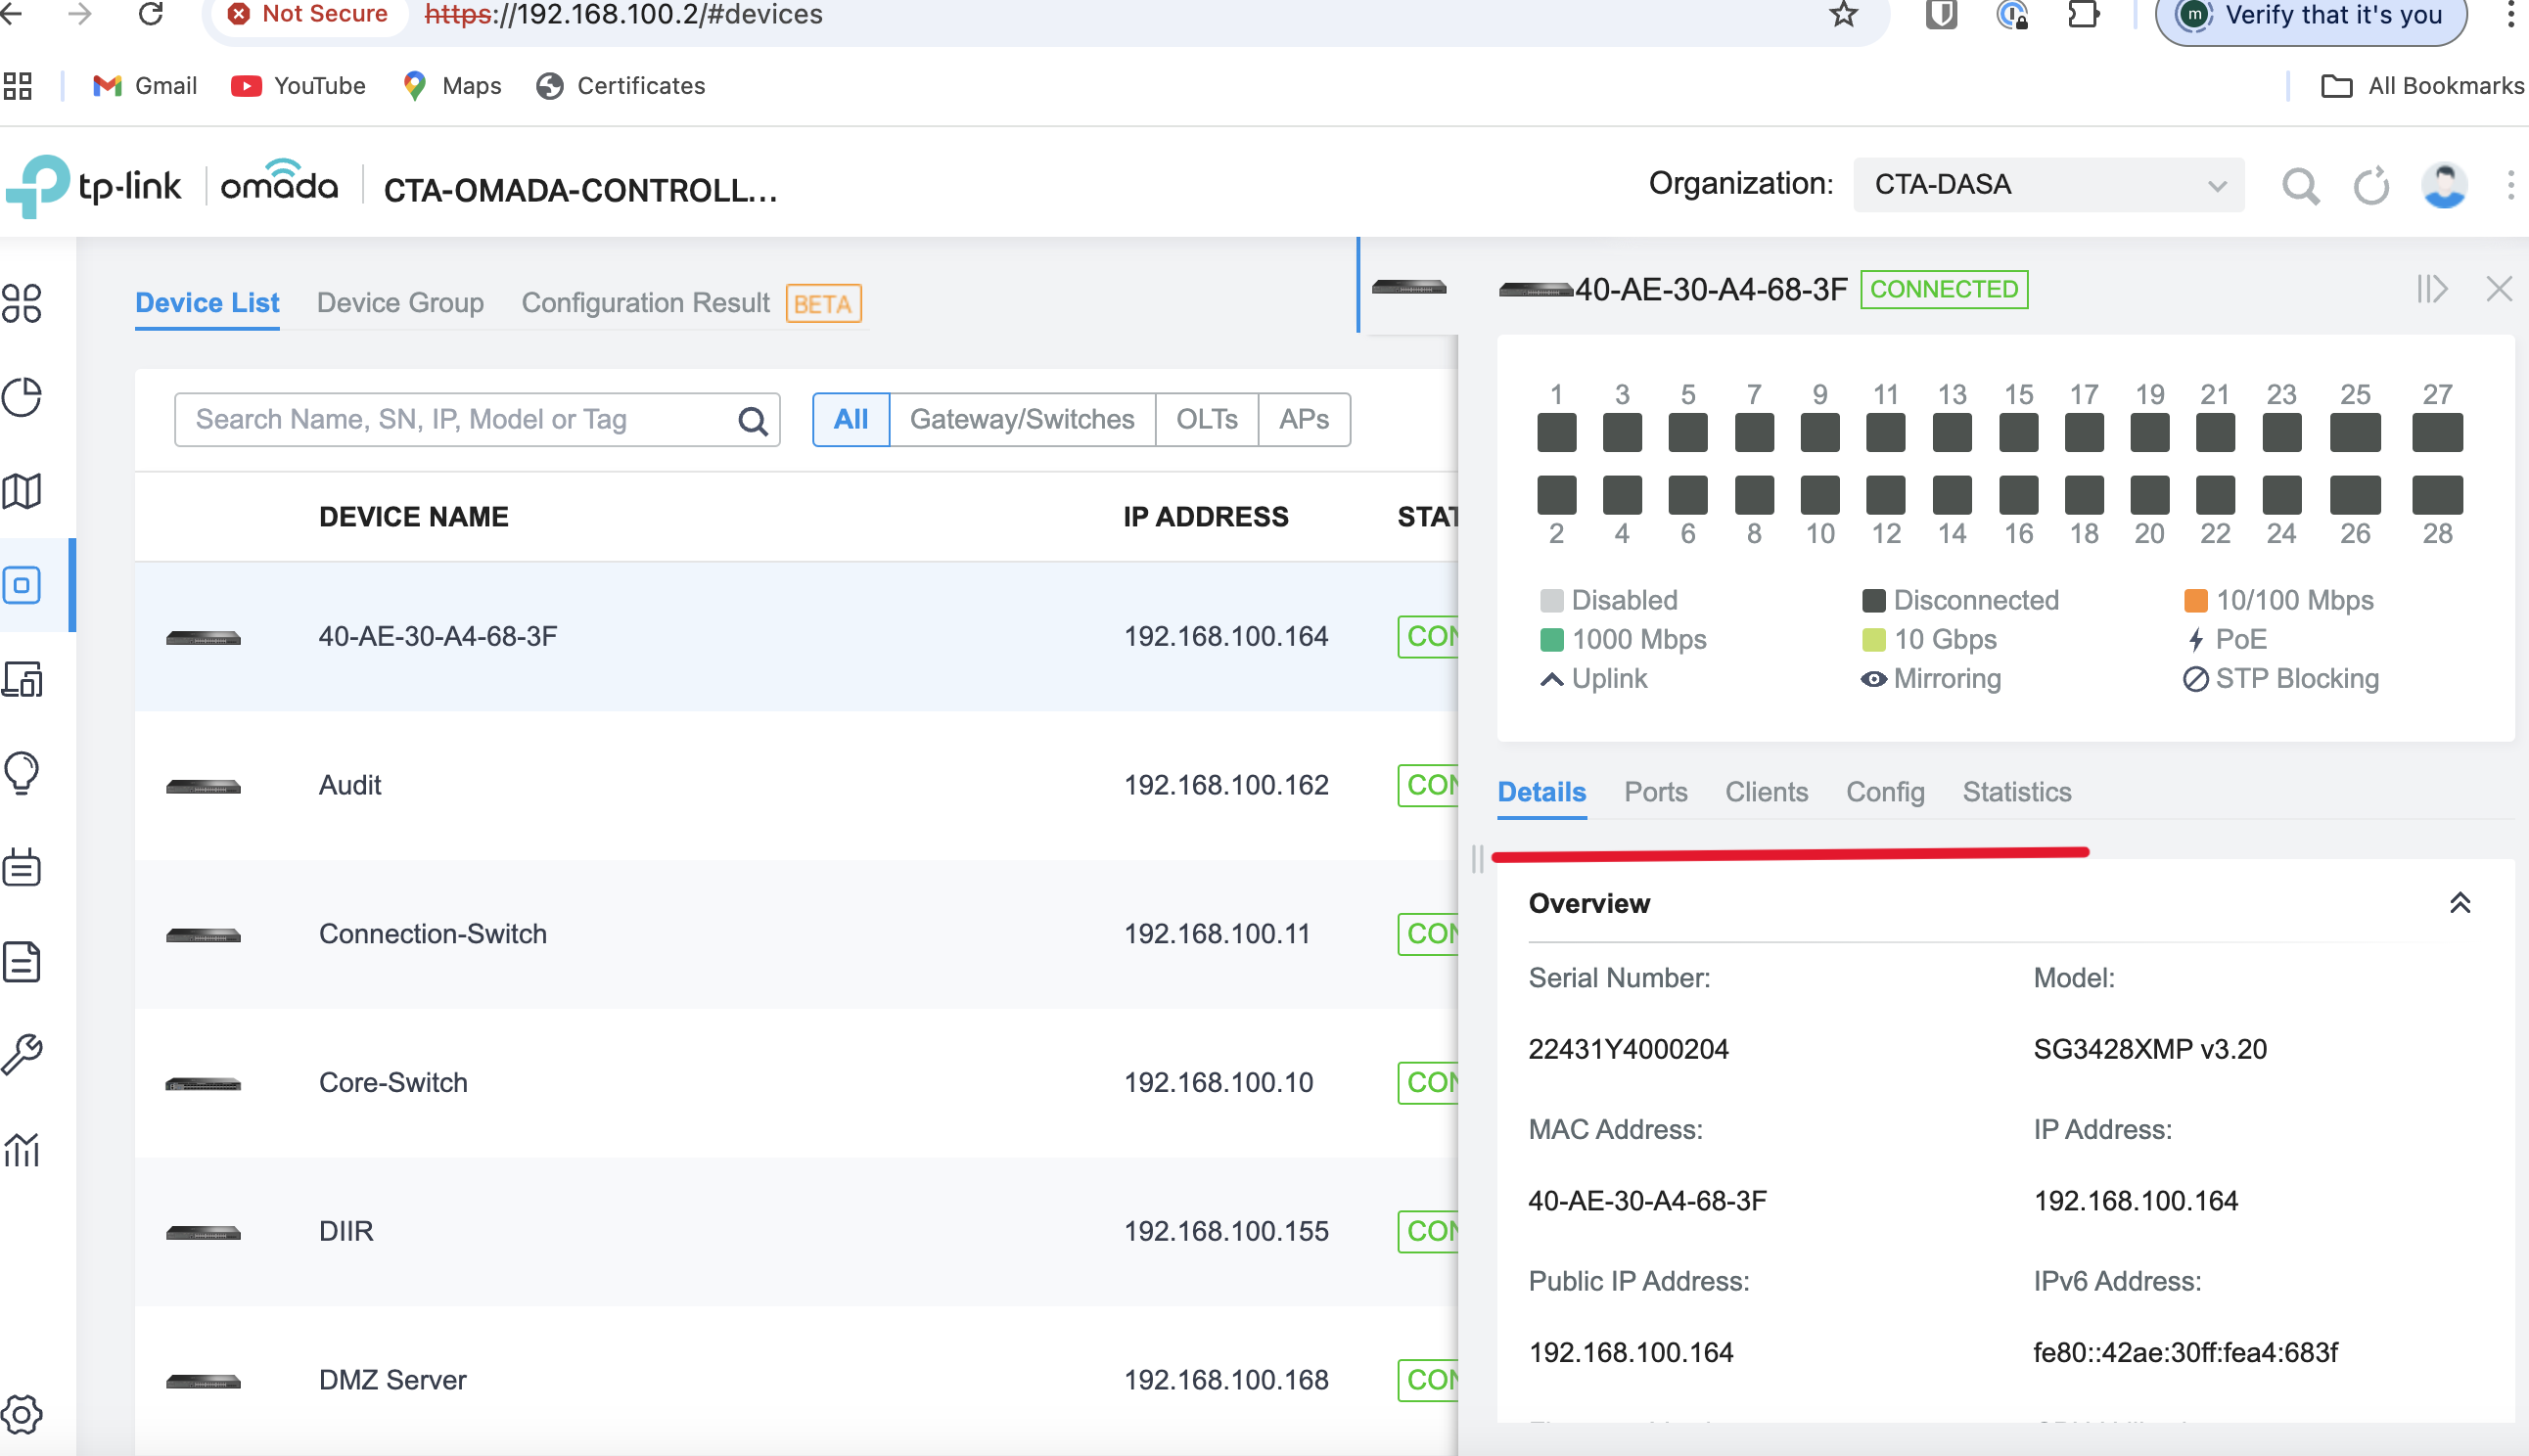 Not Secure https://192.168.100.2/#devices
m Verify that it's you
Gmail YouTube Maps Certificates All Bookmarks
tp-link omada CTA-OMADA-CONTROLL...
Organization: CTA-DASA
Device List Device Group Configuration Result BETA
40-AE-30-A4-68-3F CONNECTED
Search Name, SN, IP, Model or Tag All Gateway/Switches OLTs APs
1 3 5 7 9 11 13 15 17 19 21 23 25 27
2 4 6 8 10 12 14 16 18 20 22 24 26 28
Disabled Disconnected 10/100 Mbps
1000 Mbps 10 Gbps PoE
Uplink Mirroring STP Blocking
DEVICE NAME IP ADDRESS STAT
40-AE-30-A4-68-3F 192.168.100.164 CON
Audit 192.168.100.162 CON
Connection-Switch 192.168.100.11 CON
Core-Switch 192.168.100.10 CON
DIIR 192.168.100.155 CON
DMZ Server 192.168.100.168 CON
Details Ports Clients Config Statistics
Overview
Serial Number: Model:
22431Y4000204 SG3428XMP v3.20
MAC Address: IP Address:
40-AE-30-A4-68-3F 192.168.100.164
Public IP Address: IPv6 Address:
192.168.100.164 fe80::42ae:30ff:fea4:683f